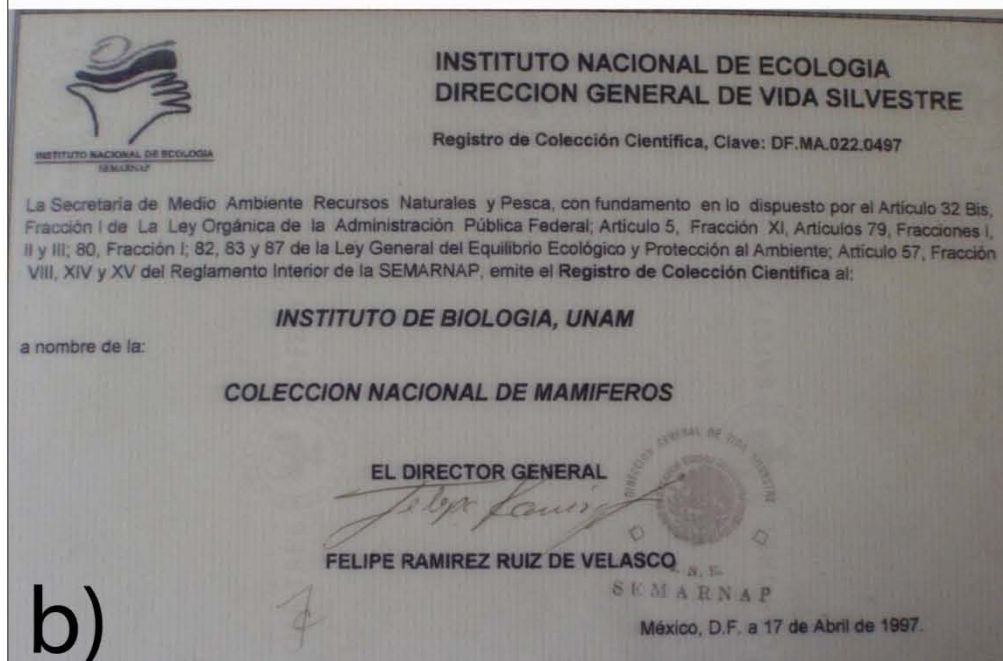 INSTITUTO NACIONAL DE ECOLOGIA
SEMARNAP
INSTITUTO NACIONAL DE ECOLOGIA
DIRECCION GENERAL DE VIDA SILVESTRE
Registro de Colección Científica, Clave: DF.MA.022.0497
La Secretaría de Medio Ambiente Recursos Naturales y Pesca, con fundamento en lo dispuesto por el Artículo 32 Bis,
Fracción I de La Ley Orgánica de la Administración Pública Federal; Artículo 5, Fracción XI, Artículos 79, Fracciones I,
II y III; 80, Fracción I; 82, 83 y 87 de la Ley General del Equilibrio Ecológico y Protección al Ambiente; Artículo 57, Fracción
VIII, XIV y XV del Reglamento Interior de la SEMARNAP, emite el Registro de Colección Científica al:
INSTITUTO DE BIOLOGIA, UNAM
a nombre de la:
COLECCION NACIONAL DE MAMIFEROS
EL DIRECTOR GENERAL
DIRECCION GENERAL DE VIDA SILVESTRE
FELIPE RAMIREZ RUIZ DE VELASCO
SEMARNAP
México, D.F. a 17 de Abril de 1997.
b)